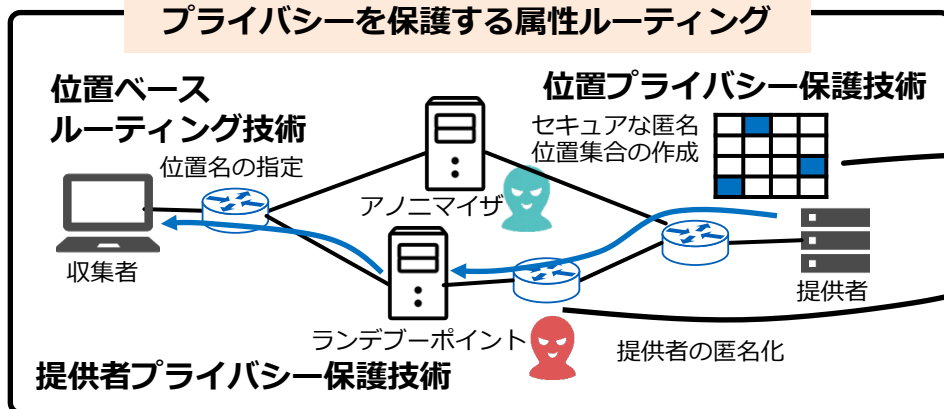 プライバシーを保護する属性ルーティング
位置ベース
ルーティング技術
位置プライバシー保護技術
セキュアな匿名
位置集合の作成
位置名の指定
アノニマイザ
収集者
提供者
ランデブーポイント
提供者の匿名化
提供者プライバシー保護技術